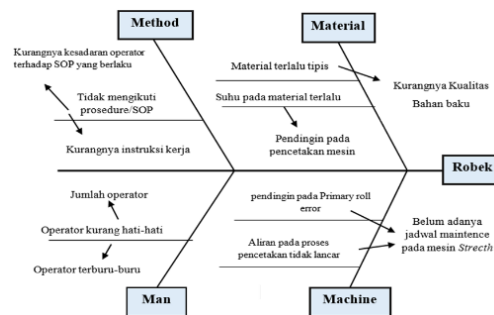 Method
Material
Kurangnya kesadaran operator
terhadap SOP yang berlaku
Tidak mengikuti
prosedure/SOP
Kurangnya instruksi kerja
Material terlalu tipis
Suhu pada material terlalu
Pendingin pada
pencetakan mesin
Kurangnya Kualitas
Bahan baku
Robek
Jumlah operator
Operator kurang hati-hati
Operator terburu-buru
pendingin pada Primary roll
error
Aliran pada proses
pencetakan tidak lancar
Belum adanya
jadwal maintence
pada mesin Strecth
Man
Machine